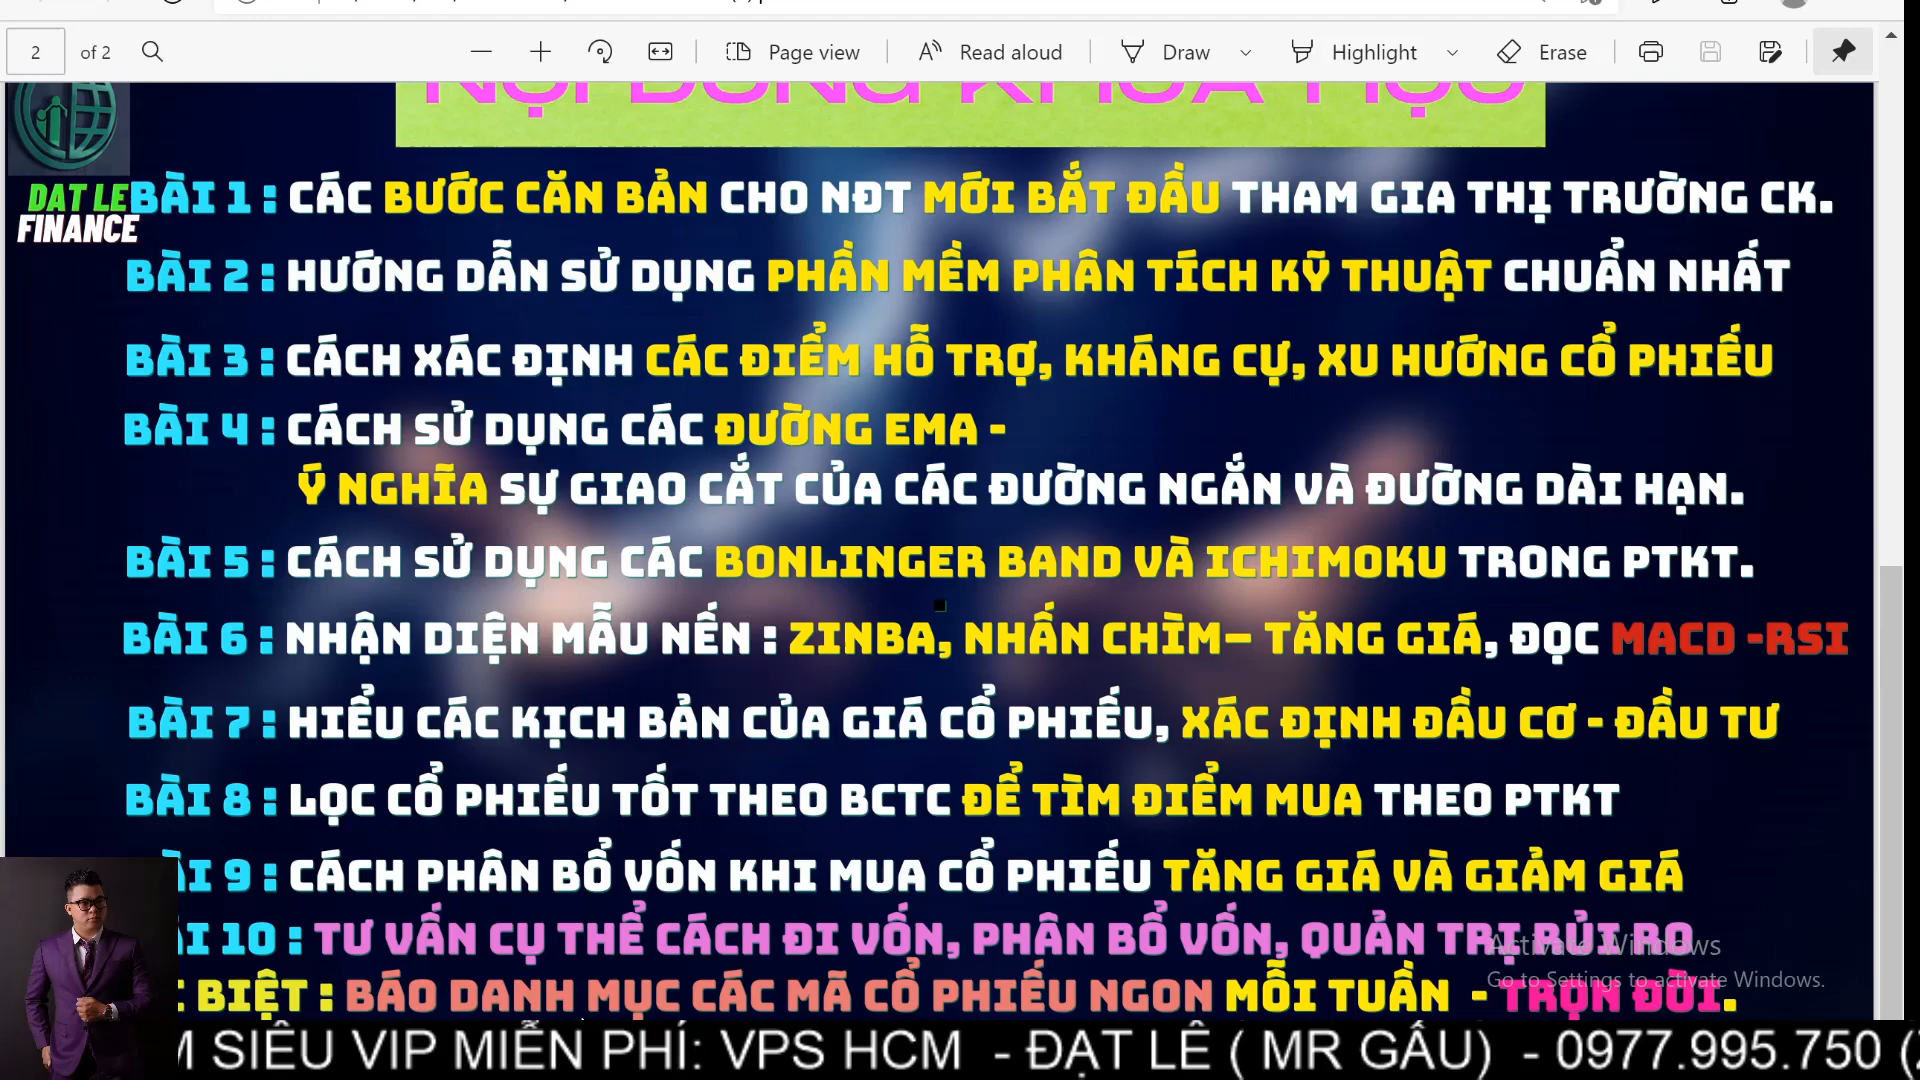 2 of 2 Page view Read aloud Draw Highlight Erase
NỘI DUNG KHÓA HỌC
DAT LE
FINANCE
BÀI 1 : CÁC BƯỚC CĂN BẢN CHO NĐT MỚI BẮT ĐẦU THAM GIA THỊ TRƯỜNG CK.
BÀI 2 : HƯỚNG DẪN SỬ DỤNG PHẦN MỀM PHÂN TÍCH KỸ THUẬT CHUẨN NHẤT
BÀI 3 : CÁCH XÁC ĐỊNH CÁC ĐIỂM HỖ TRỢ, KHÁNG CỰ, XU HƯỚNG CỔ PHIẾU
BÀI 4 : CÁCH SỬ DỤNG CÁC ĐƯỜNG EMA -
Ý NGHĨA SỰ GIAO CẮT CỦA CÁC ĐƯỜNG NGẮN VÀ ĐƯỜNG DÀI HẠN.
BÀI 5 : CÁCH SỬ DỤNG CÁC BONLINGER BAND VÀ ICHIMOKU TRONG PTKT.
BÀI 6 : NHẬN DIỆN MẪU NẾN : ZINBA, NHẤN CHÌM– TĂNG GIÁ, ĐỌC MACD -RSI
BÀI 7 : HIỂU CÁC KỊCH BẢN CỦA GIÁ CỔ PHIẾU, XÁC ĐỊNH ĐẦU CƠ - ĐẦU TƯ
BÀI 8 : LỌC CỔ PHIẾU TỐT THEO BCTC ĐỂ TÌM ĐIỂM MUA THEO PTKT
ÀI 9 : CÁCH PHÂN BỔ VỐN KHI MUA CỔ PHIẾU TĂNG GIÁ VÀ GIẢM GIÁ
ÀI 10 : TƯ VẤN CỤ THỂ CÁCH ĐI VỐN, PHÂN BỔ VỐN, QUẢN TRỊ RỦI RO
Activate Windows
Go to Settings to activate Windows.
C BIỆT : BÁO DANH MỤC CÁC MÃ CỔ PHIẾU NGON MỖI TUẦN - TRỌN ĐỜI.
M SIÊU VIP MIỄN PHÍ: VPS HCM - ĐẠT LÊ ( MR GẤU) - 0977.995.750 (